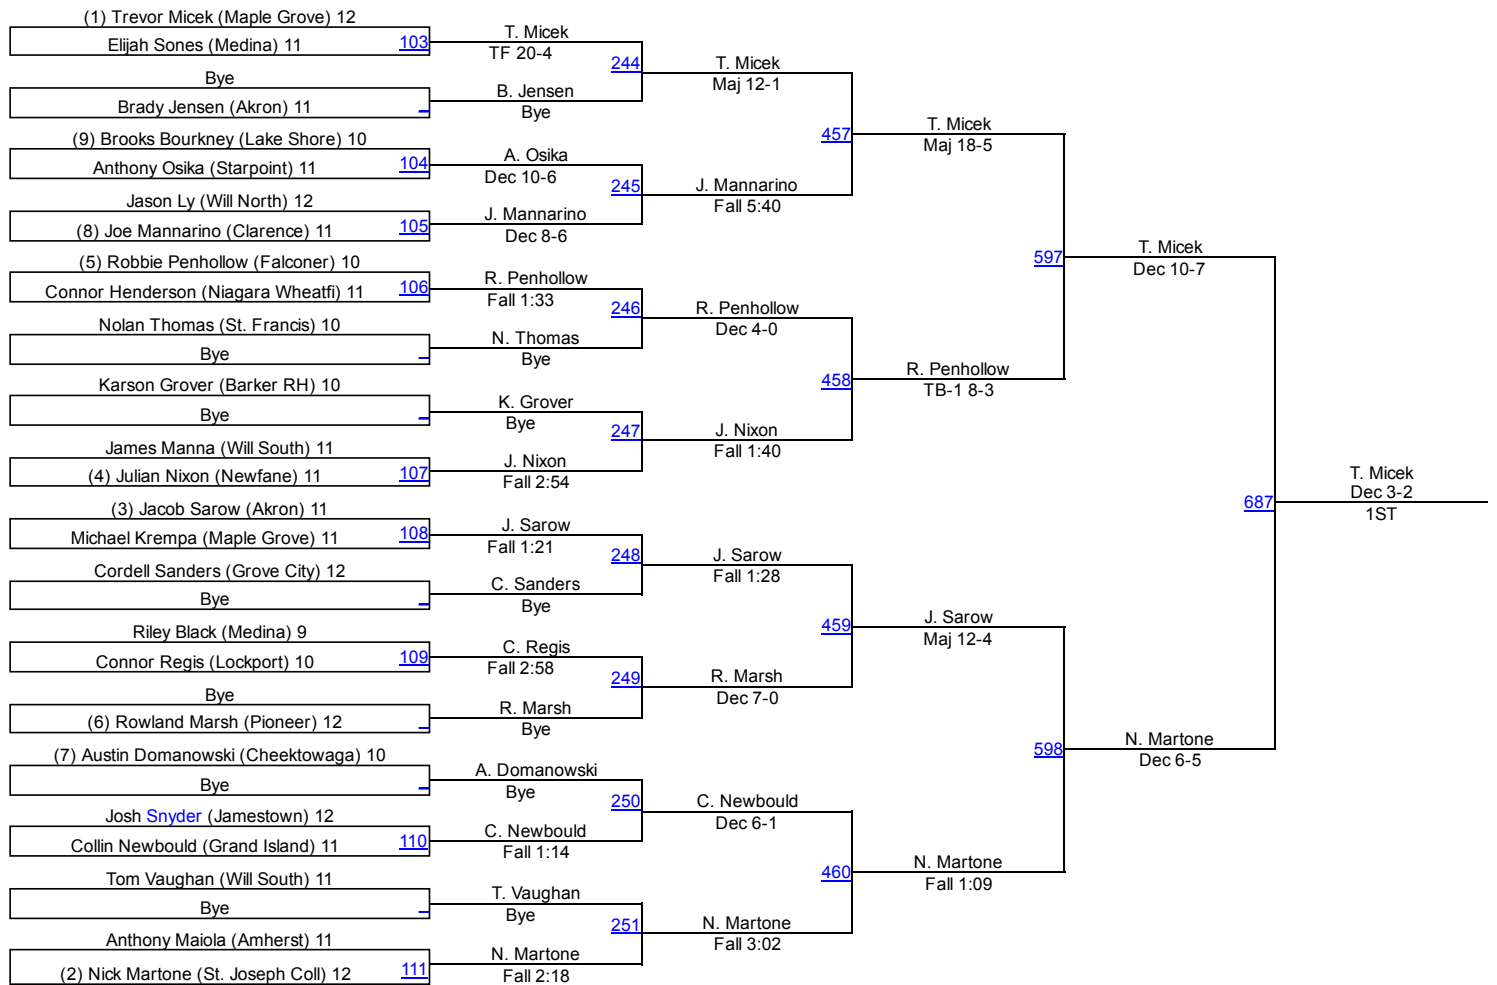 (1) Trevor Micek (Maple Grove) 12
Elijah Sones (Medina) 11
103
Bye
Brady Jensen (Akron) 11
(9) Brooks Bourkney (Lake Shore) 10
Anthony Osika (Starpoint) 11
104
Jason Ly (Will North) 12
(8) Joe Mannarino (Clarence) 11
105
(5) Robbie Penhollow (Falconer) 10
Connor Henderson (Niagara Wheatfi) 11
106
Nolan Thomas (St. Francis) 10
Bye
Karson Grover (Barker RH) 10
Bye
James Manna (Will South) 11
(4) Julian Nixon (Newfane) 11
107
(3) Jacob Sarow (Akron) 11
Michael Krempa (Maple Grove) 11
108
Cordell Sanders (Grove City) 12
Bye
Riley Black (Medina) 9
Connor Regis (Lockport) 10
109
Bye
(6) Rowland Marsh (Pioneer) 12
(7) Austin Domanowski (Cheektowaga) 10
Bye
Josh Snyder (Jamestown) 12
Collin Newbould (Grand Island) 11
110
Tom Vaughan (Will South) 11
Bye
Anthony Maiola (Amherst) 11
(2) Nick Martone (St. Joseph Coll) 12
111
T. Micek
TF 20-4
244
B. Jensen
Bye
A. Osika
Dec 10-6
245
J. Mannarino
Dec 8-6
R. Penhollow
Fall 1:33
246
N. Thomas
Bye
K. Grover
Bye
247
J. Nixon
Fall 2:54
J. Sarow
Fall 1:21
248
C. Sanders
Bye
C. Regis
Fall 2:58
249
R. Marsh
Bye
A. Domanowski
Bye
250
C. Newbould
Fall 1:14
T. Vaughan
Bye
251
N. Martone
Fall 2:18
T. Micek
Maj 12-1
457
J. Mannarino
Fall 5:40
R. Penhollow
Dec 4-0
458
J. Nixon
Fall 1:40
J. Sarow
Fall 1:28
459
R. Marsh
Dec 7-0
C. Newbould
Dec 6-1
460
N. Martone
Fall 3:02
T. Micek
Maj 18-5
597
R. Penhollow
TB-1 8-3
J. Sarow
Maj 12-4
598
N. Martone
Fall 1:09
T. Micek
Dec 10-7
687
N. Martone
Dec 6-5
T. Micek
Dec 3-2
1ST